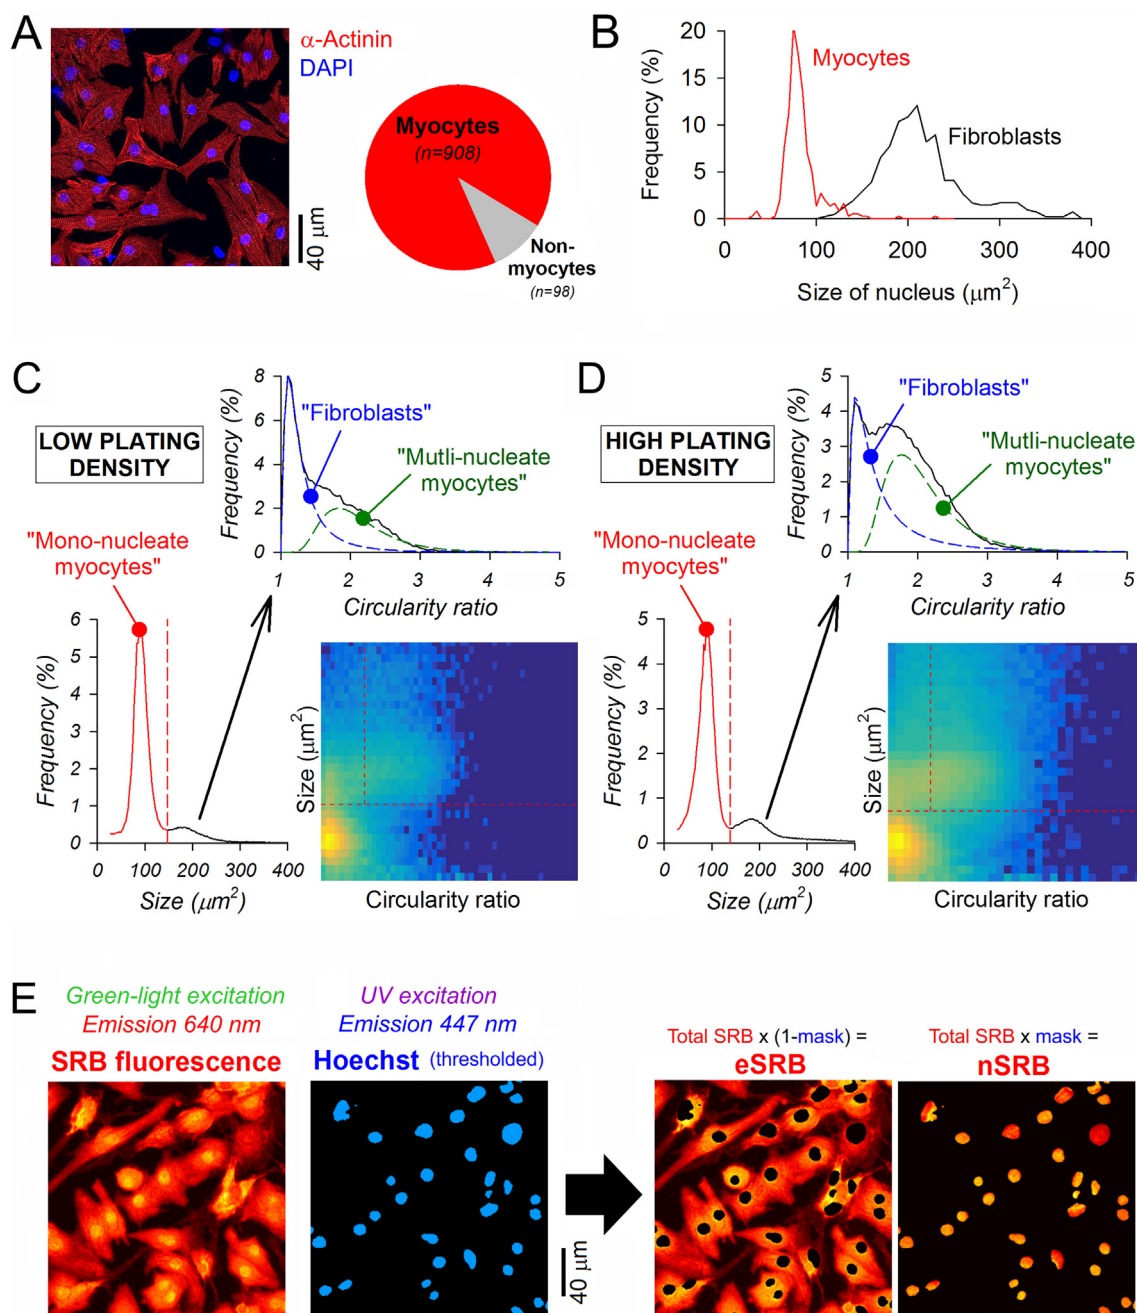 A
α-Actinin
DAPI
40 μm
Myocytes
(n=908)
Non-
myocytes
(n=98)
B
Frequency (%)
20
15
10
5
0
Myocytes
Fibroblasts
0 100 200 300 400
Size of nucleus (μm²)
C
LOW PLATING
DENSITY
Frequency (%)
8
6
4
2
0
"Fibroblasts"
"Mutli-nucleate
myocytes"
1 2 3 4 5
Circularity ratio
"Mono-nucleate
myocytes"
Frequency (%)
6
5
4
3
2
1
0
0 100 200 300 400
Size (μm²)
Size (μm²)
Circularity ratio
D
HIGH PLATING
DENSITY
Frequency (%)
5
4
3
2
1
0
"Fibroblasts"
"Mutli-nucleate
myocytes"
1 2 3 4 5
Circularity ratio
"Mono-nucleate
myocytes"
Frequency (%)
5
4
3
2
1
0
0 100 200 300 400
Size (μm²)
Size (μm²)
Circularity ratio
E
Green-light excitation
Emission 640 nm
SRB fluorescence
UV excitation
Emission 447 nm
Hoechst (thresholded)
40 μm
Total SRB x (1-mask) =
eSRB
Total SRB x mask =
nSRB